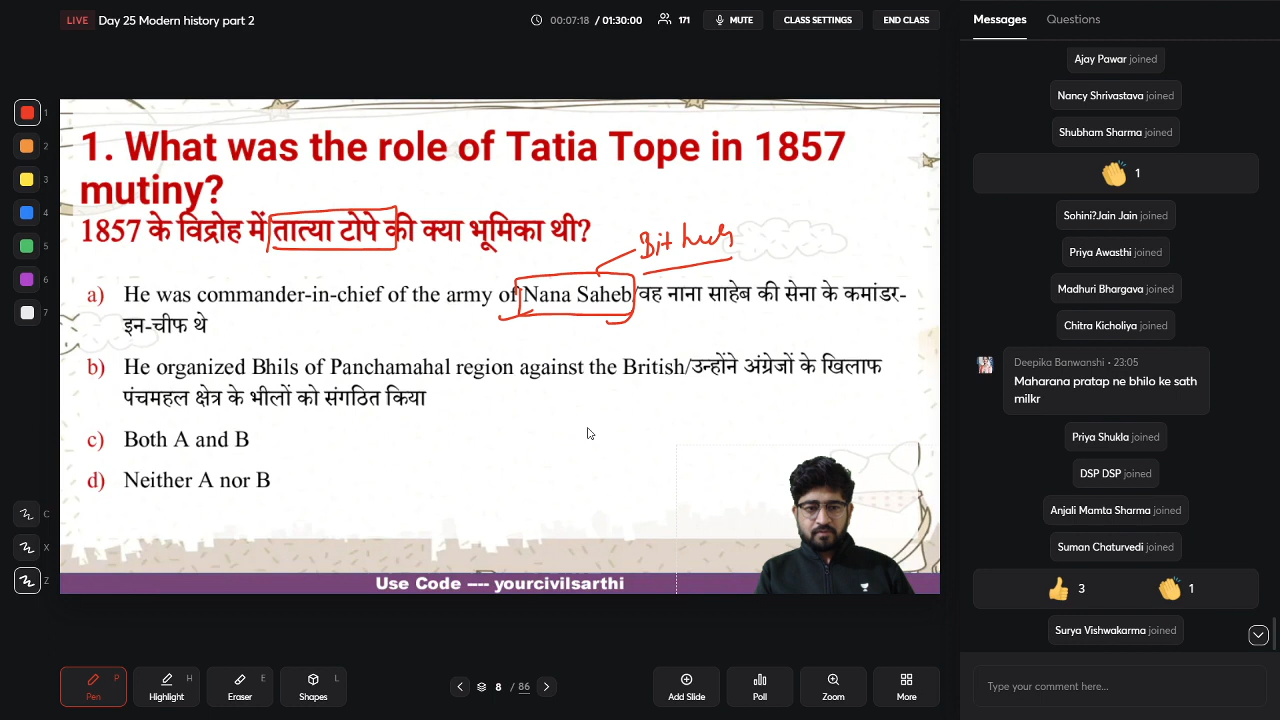 LIVE Day 25 Modern history part 2 00:07:18 / 01:30:00 171 MUTE CLASS SETTINGS END CLASS
1. What was the role of Tatia Tope in 1857
mutiny?
1857 के विद्रोह में तात्या टोपे की क्या भूमिका थी?
a) He was commander-in-chief of the army of Nana Saheb/वह नाना साहेब की सेना के कमांडर-
इन-चीफ थे
b) He organized Bhils of Panchamahal region against the British/उन्होंने अंग्रेजों के खिलाफ
पंचमहल क्षेत्र के भीलों को संगठित किया
c) Both A and B
d) Neither A nor B
Use Code ---- yourcivilsarthi
1
2
3
4
5
6
7
C
X
Z
Pen P
Highlight H
Eraser E
Shapes L
8 / 86
Add Slide
Poll
Zoom
More
Messages Questions
Ajay Pawar joined
Nancy Shrivastava joined
Shubham Sharma joined
1
Sohini?Jain Jain joined
Priya Awasthi joined
Madhuri Bhargava joined
Chitra Kicholiya joined
Deepika Banwanshi • 23:05
Maharana pratap ne bhilo ke sath
milkr
Priya Shukla joined
DSP DSP joined
Anjali Mamta Sharma joined
Suman Chaturvedi joined
3 1
Surya Vishwakarma joined
Type your comment here...